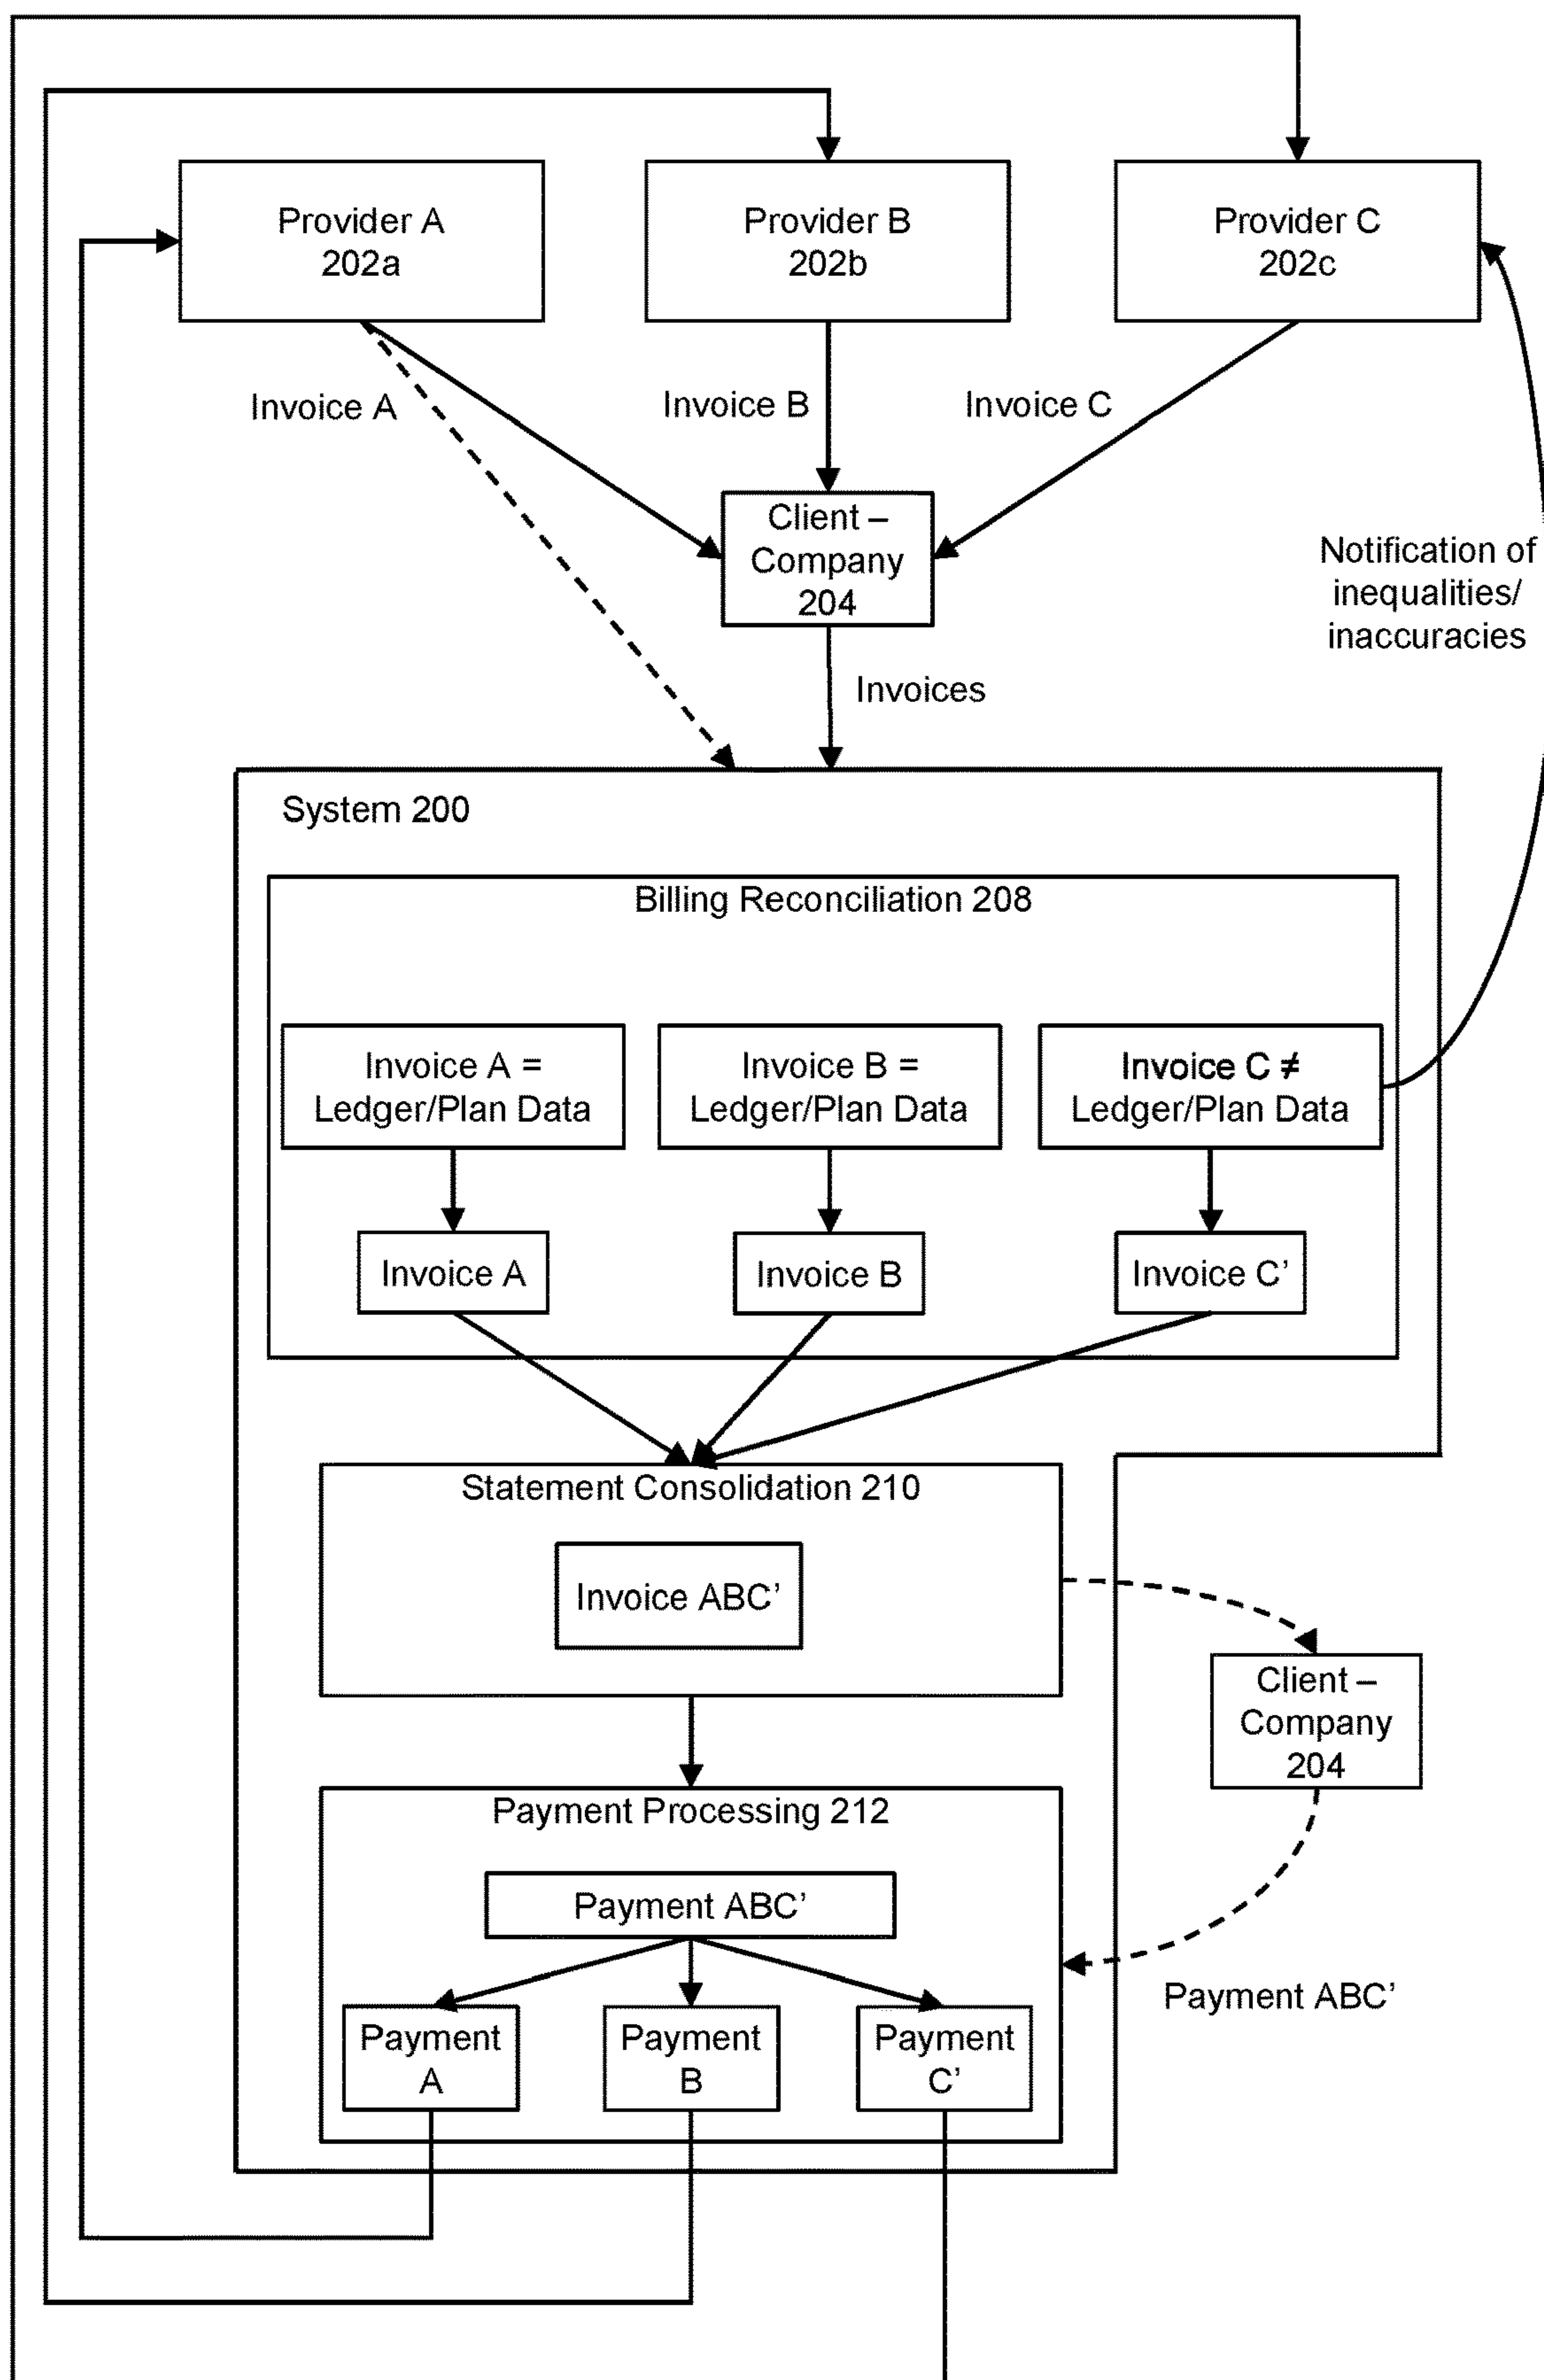 Provider A
202a
Provider B
202b
Provider C
202c
Invoice A
Invoice B
Invoice C
Client –
Company
204
Notification of
inequalities/
inaccuracies
Invoices
System 200
Billing Reconciliation 208
Invoice A =
Ledger/Plan Data
Invoice B =
Ledger/Plan Data
Invoice C ≠
Ledger/Plan Data
Invoice A
Invoice B
Invoice C’
Statement Consolidation 210
Invoice ABC’
Client –
Company
204
Payment Processing 212
Payment ABC’
Payment ABC’
Payment
A
Payment
B
Payment
C’